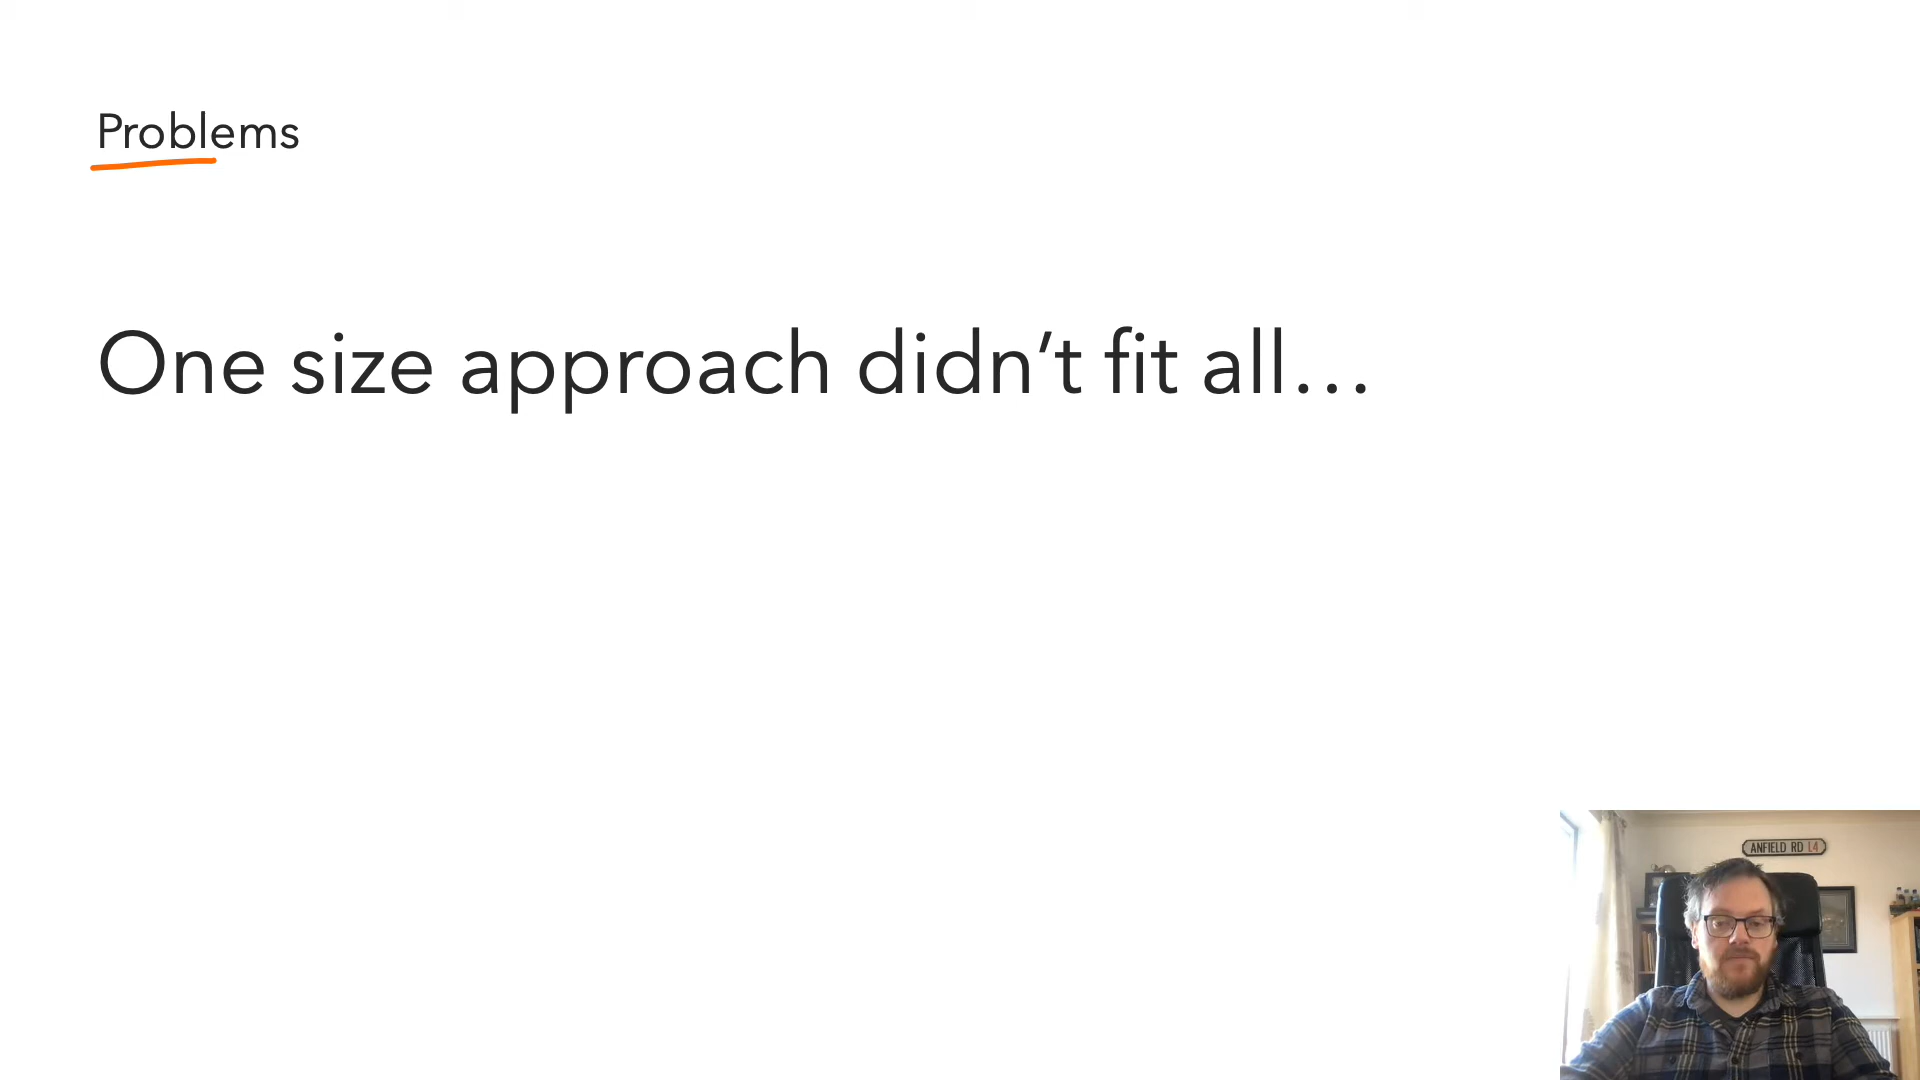 Problems
One size approach didn’t fit all…
ANFIELD RD L4